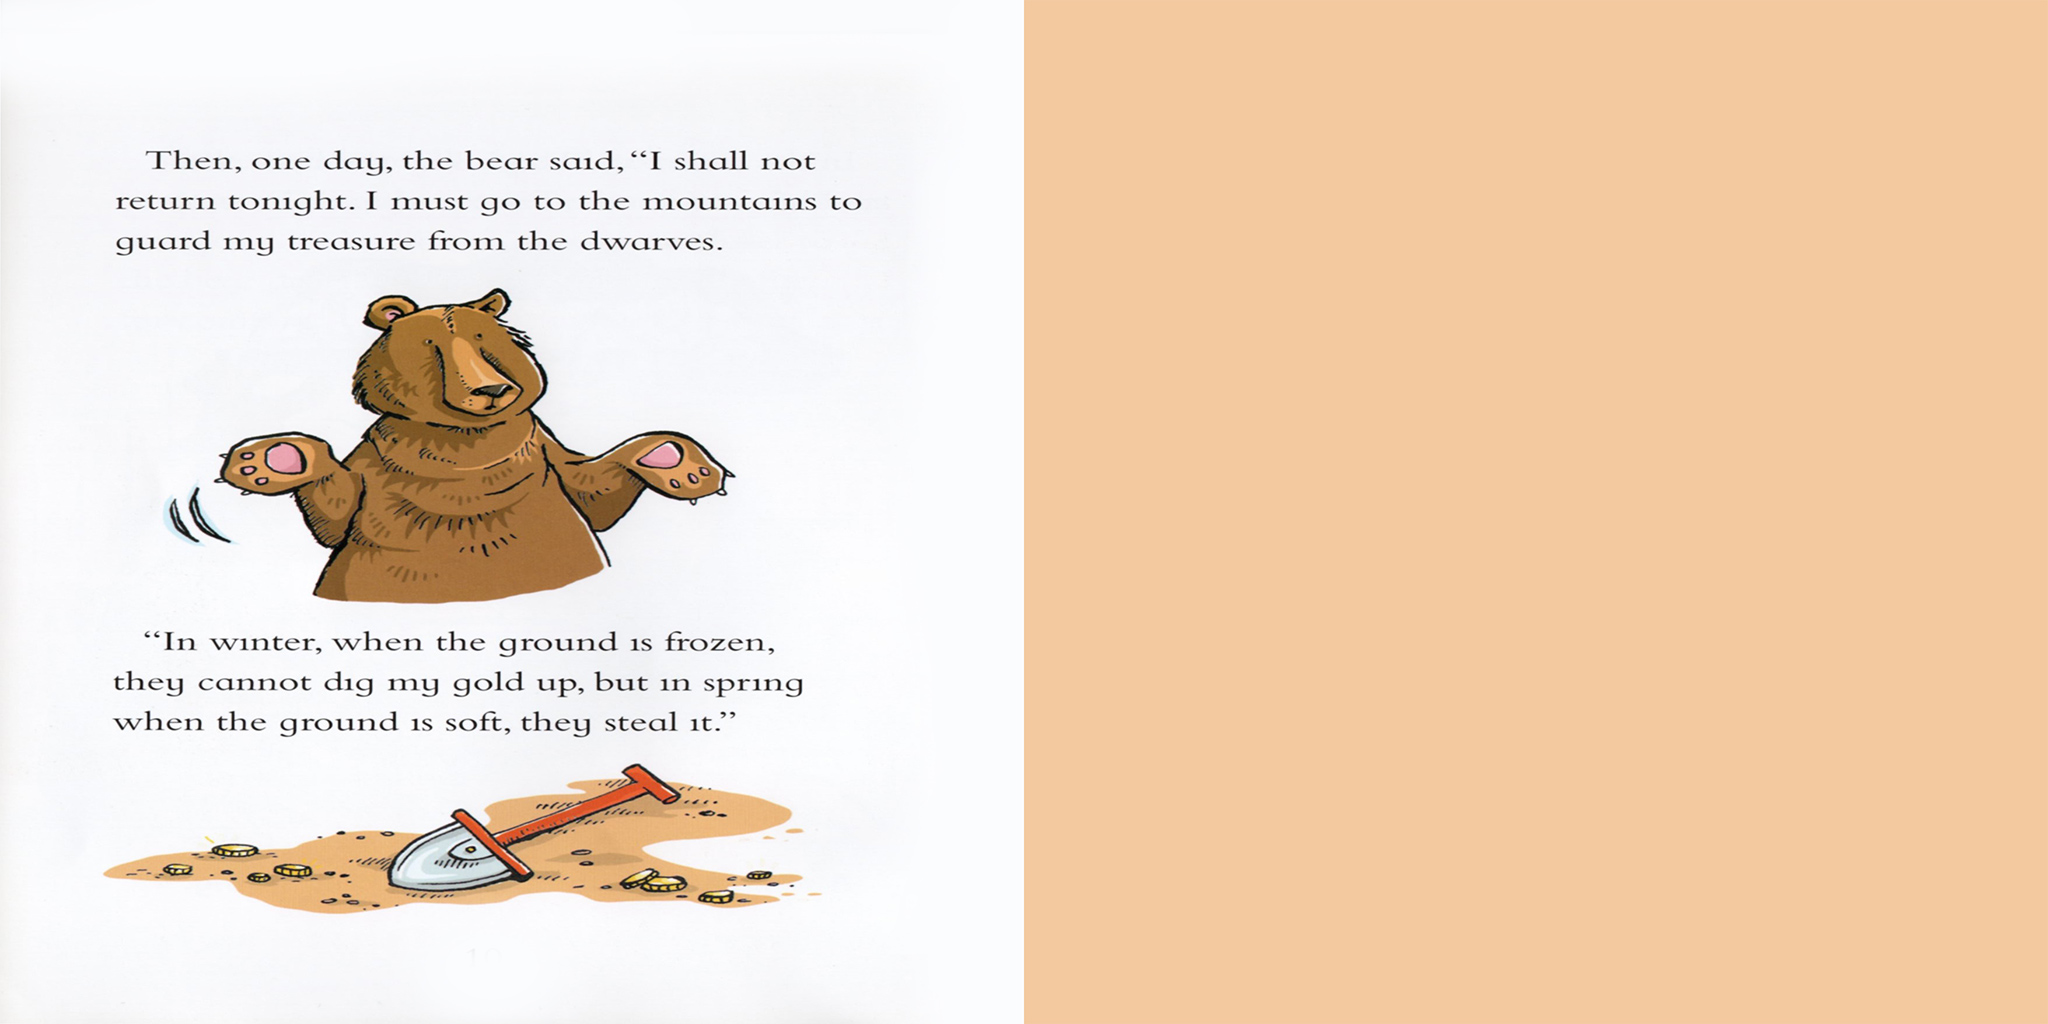 Then, one day, the bear said, “I shall not
return tonight. I must go to the mountains to
guard my treasure from the dwarves.
“In winter, when the ground is frozen,
they cannot dig my gold up, but in spring
when the ground is soft, they steal it.”